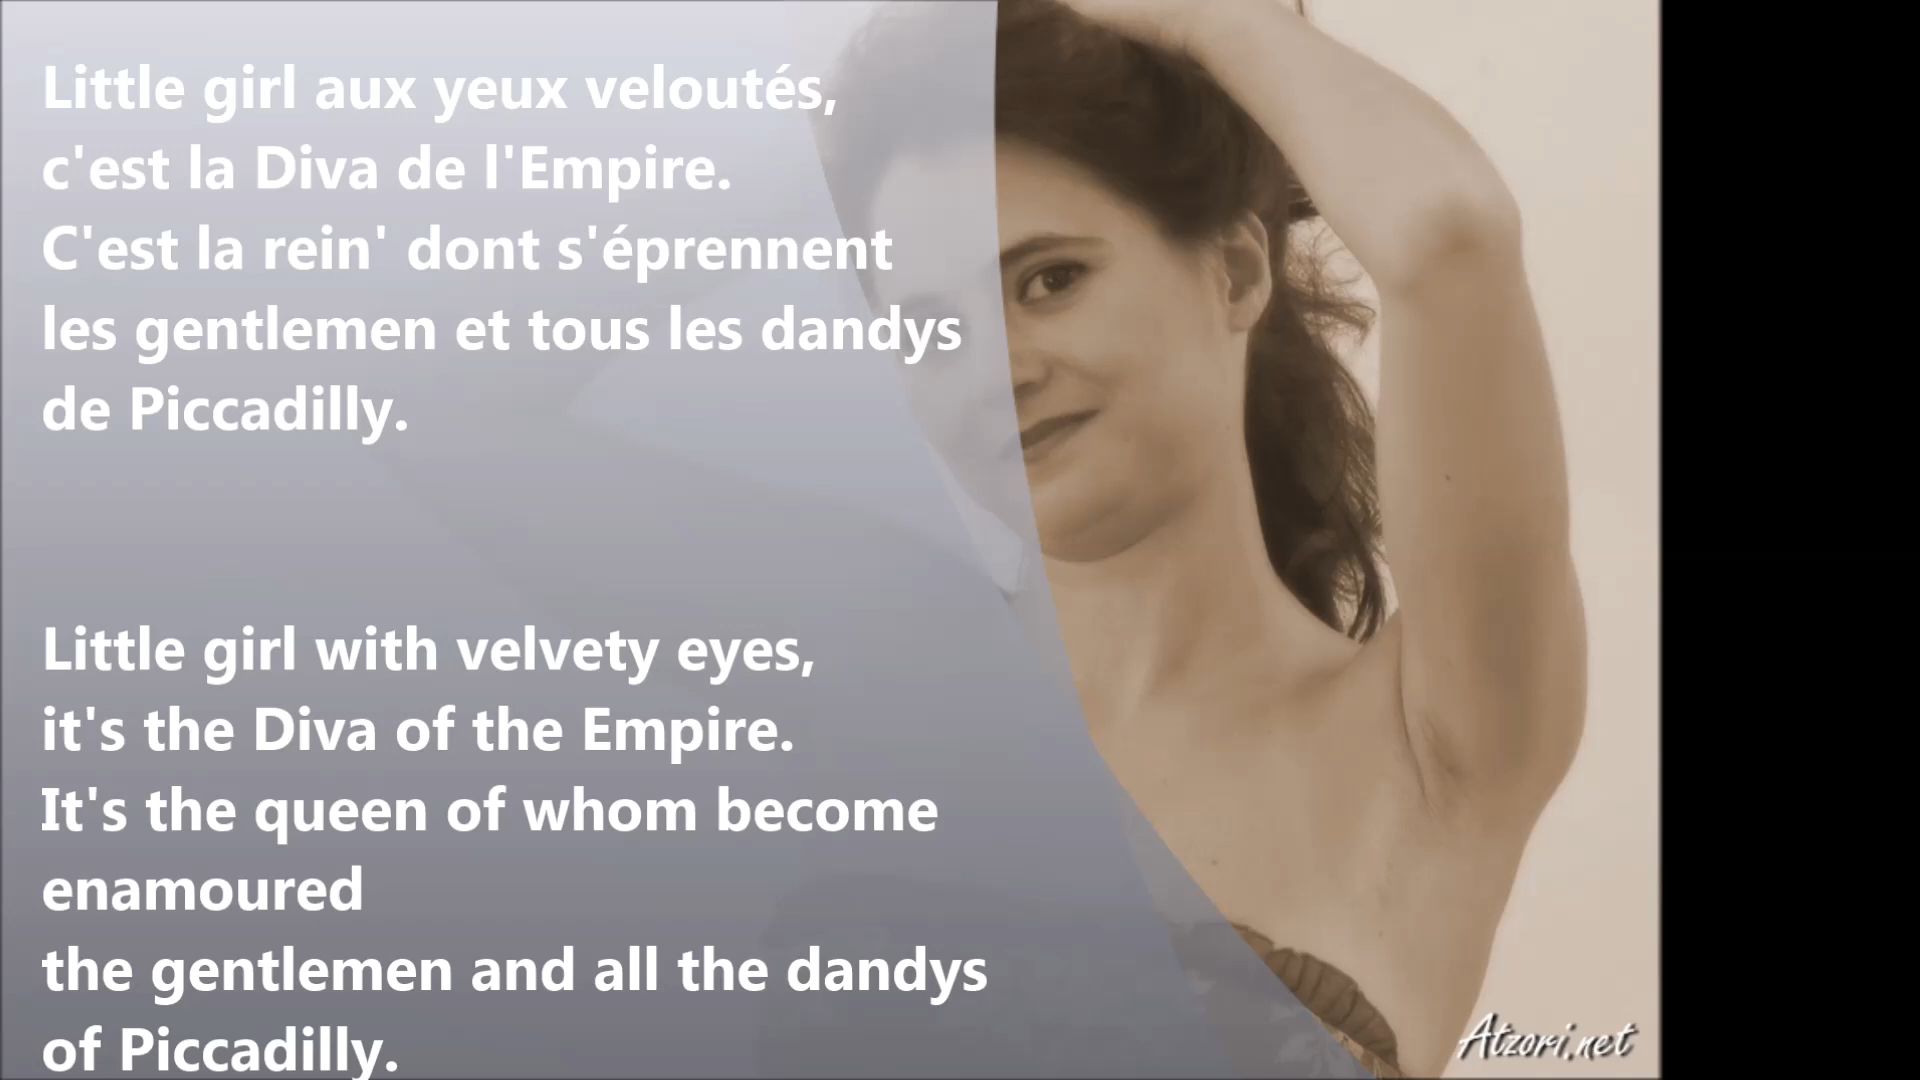 Little girl aux yeux veloutés,
c'est la Diva de l'Empire.
C'est la rein' dont s'éprennent
les gentlemen et tous les dandys
de Piccadilly.
Little girl with velvety eyes,
it's the Diva of the Empire.
It's the queen of whom become
enamoured
the gentlemen and all the dandys
of Piccadilly.
Atzori.net